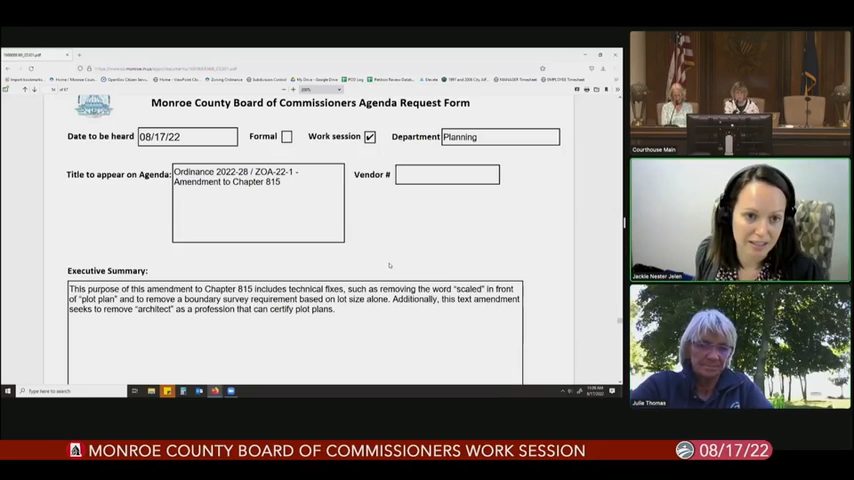 Monroe County Board of Commissioners Agenda Request Form
Date to be heard 08/17/22 Formal Work session ✔ Department Planning
Title to appear on Agenda: Ordinance 2022-28 / ZOA-22-1 - Vendor #
Amendment to Chapter 815
Executive Summary:
This purpose of this amendment to Chapter 815 includes technical fixes, such as removing the word "scaled" in front
of "plot plan" and to remove a boundary survey requirement based on lot size alone. Additionally, this text amendment
seeks to remove "architect" as a profession that can certify plot plans.
Type here to search
Courthouse Main
Jackie Nester Jelen
Julie Thomas
MONROE COUNTY BOARD OF COMMISSIONERS WORK SESSION 08/17/22